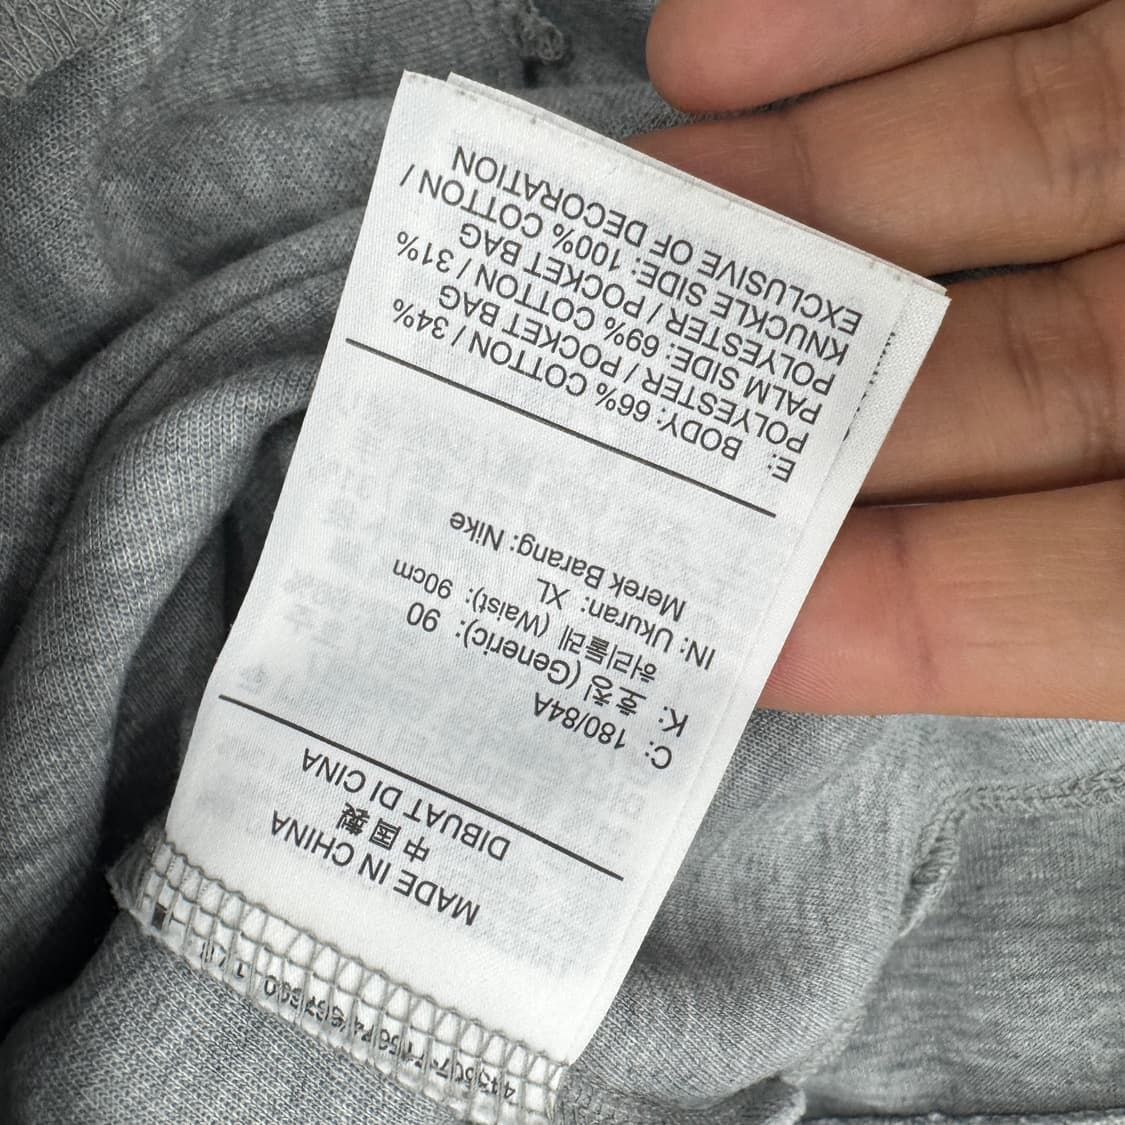 MADE IN CHINA
中國製
DIBUAT DI CINA
C: 180/84A
K: 호칭 (Generic): 90
허리둘레 (Waist): 90cm
IN: Ukuran: XL
Merek Barang: Nike
E: BODY: 66% COTTON / 34%
POLYESTER / POCKET BAG
PALM SIDE: 69% COTTON / 31%
POLYESTER / POCKET BAG
KNUCKLE SIDE: 100% COTTON /
EXCLUSIVE OF DECORATION